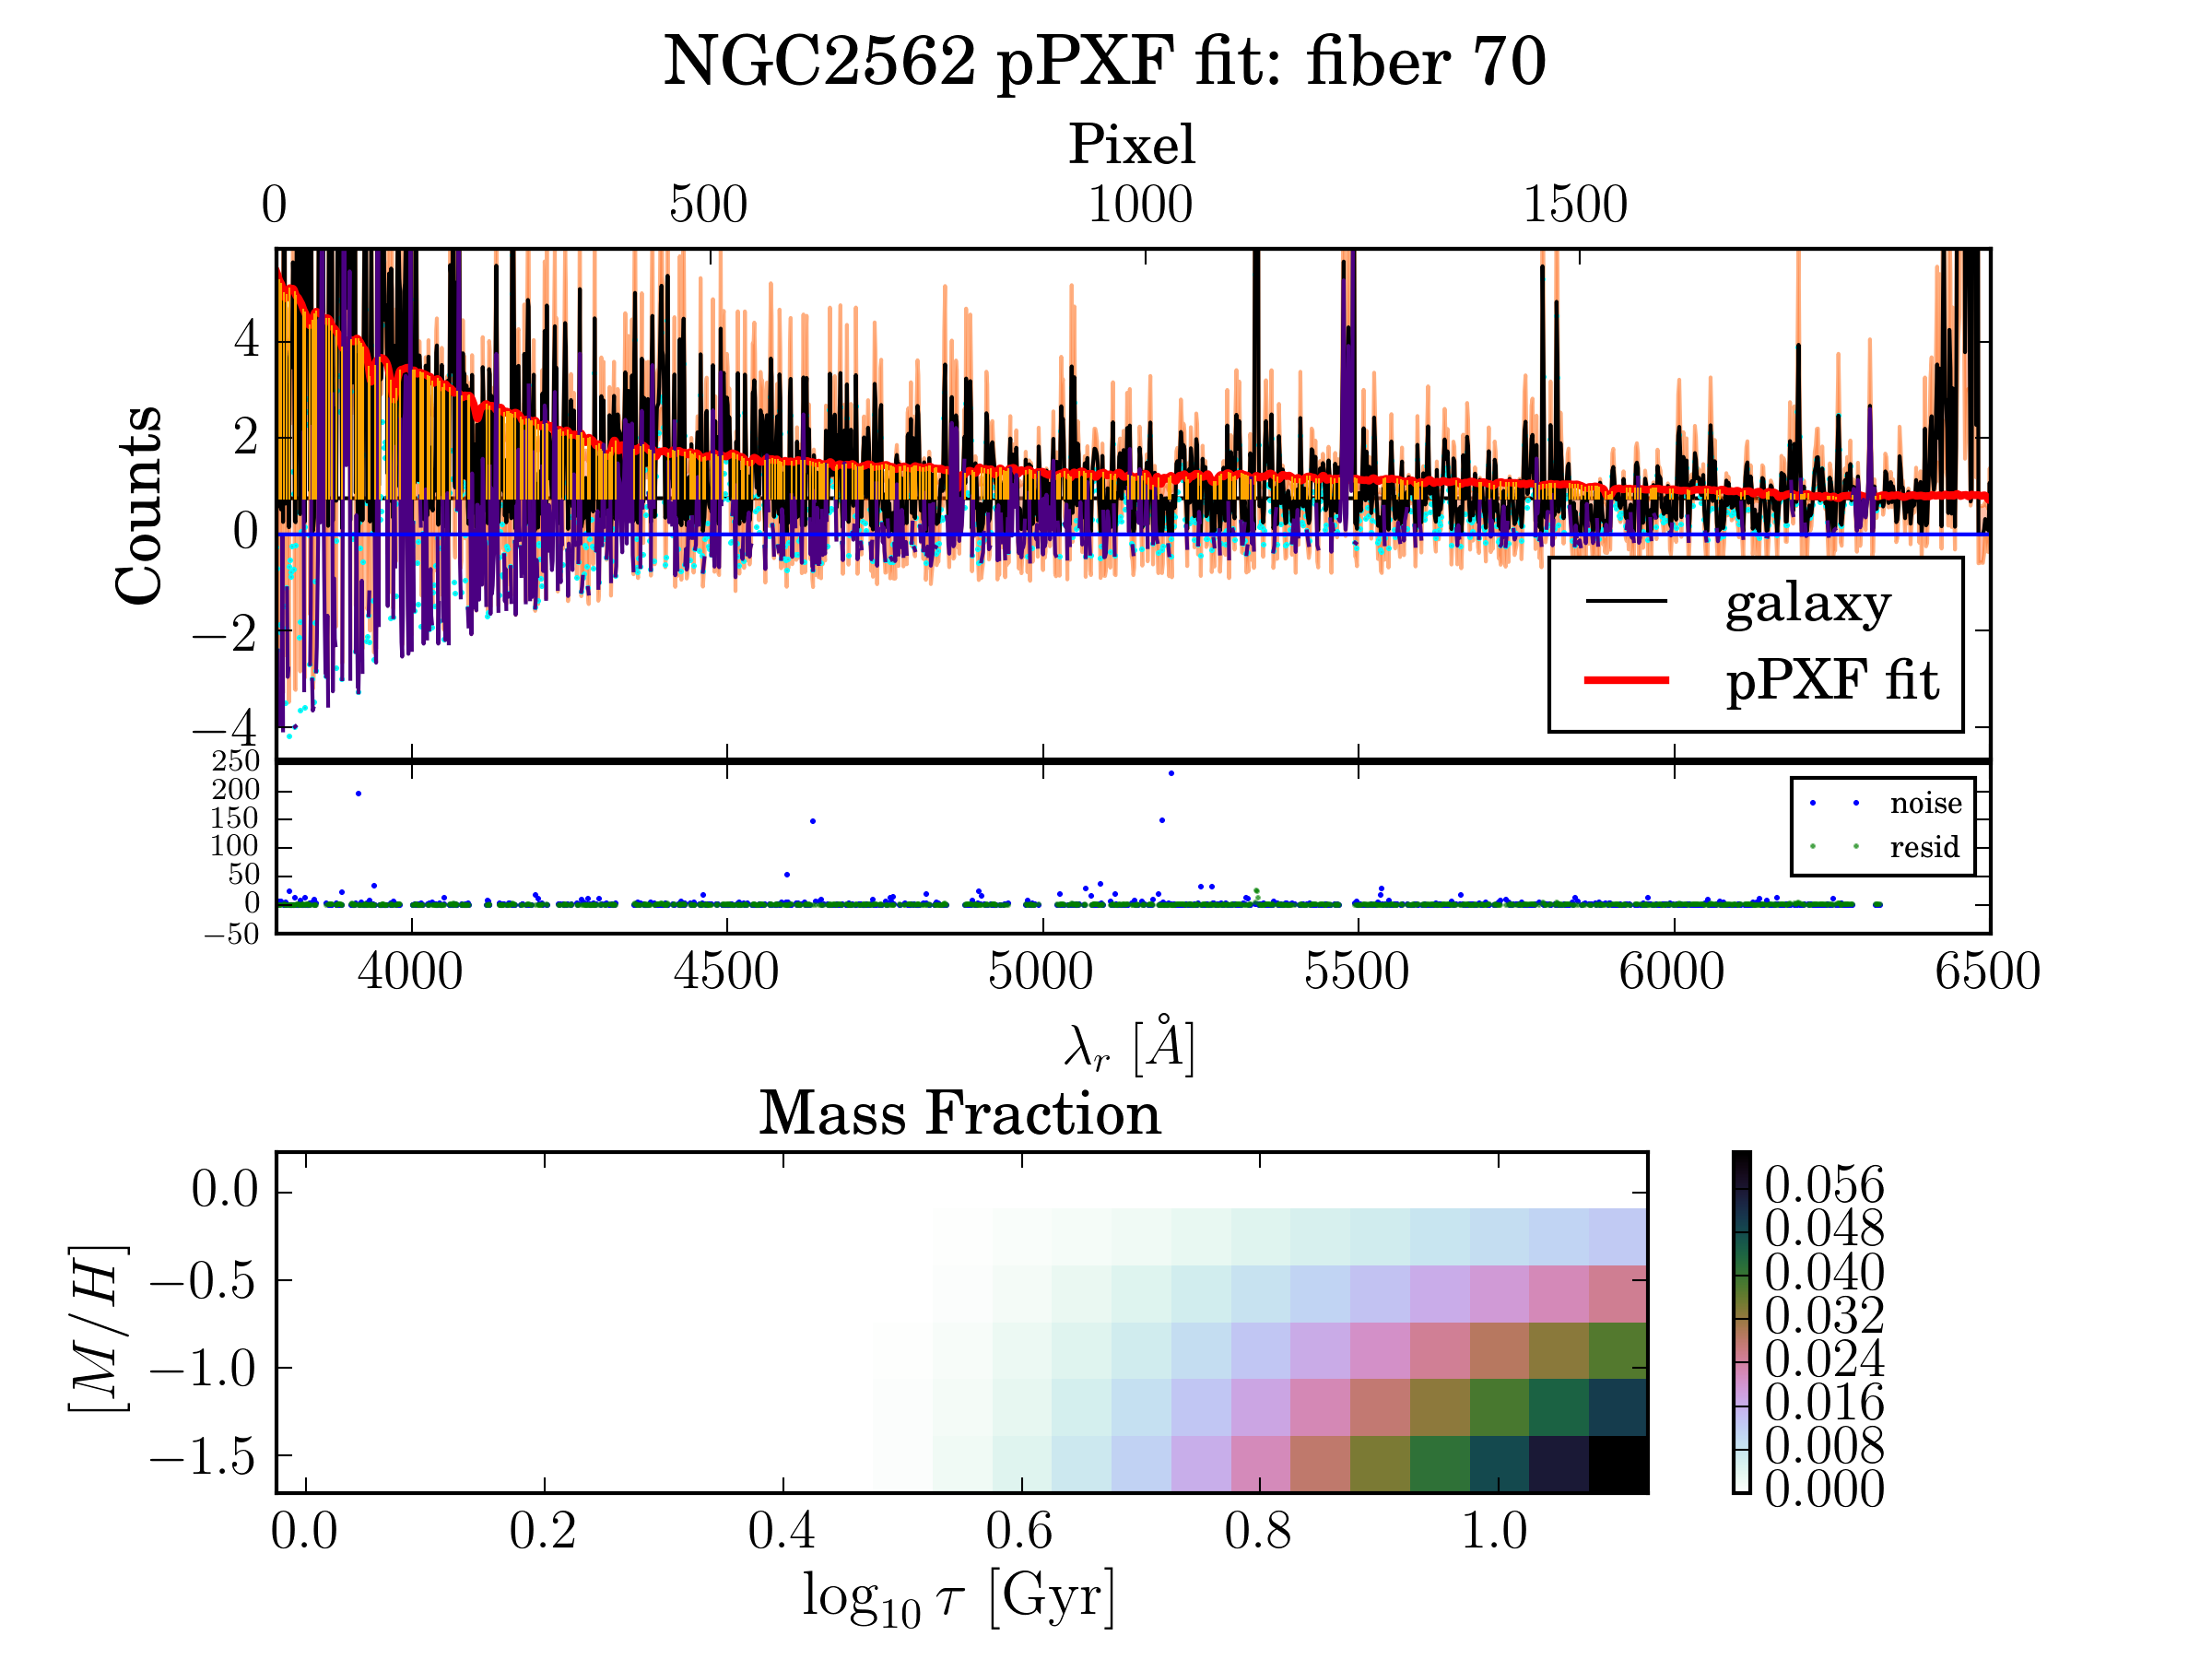 NGC2562 pPXF fit: fiber 70
Pixel
0 500 1000 1500
Counts
4
2
0
−2
−4
galaxy
pPXF fit
250
200
150
100
50
0
−50
noise
resid
4000 4500 5000 5500 6000 6500
λr [Å]
Mass Fraction
[M/H]
0.0
−0.5
−1.0
−1.5
0.0 0.2 0.4 0.6 0.8 1.0
log10 τ [Gyr]
0.056
0.048
0.040
0.032
0.024
0.016
0.008
0.000